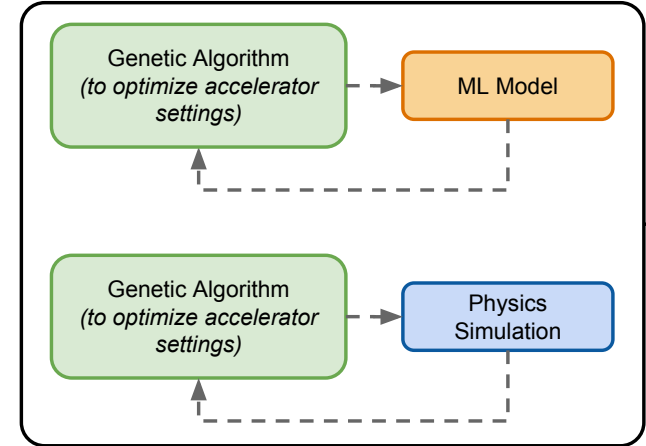 Genetic Algorithm
(to optimize accelerator
settings)
ML Model
Genetic Algorithm
(to optimize accelerator
settings)
Physics
Simulation